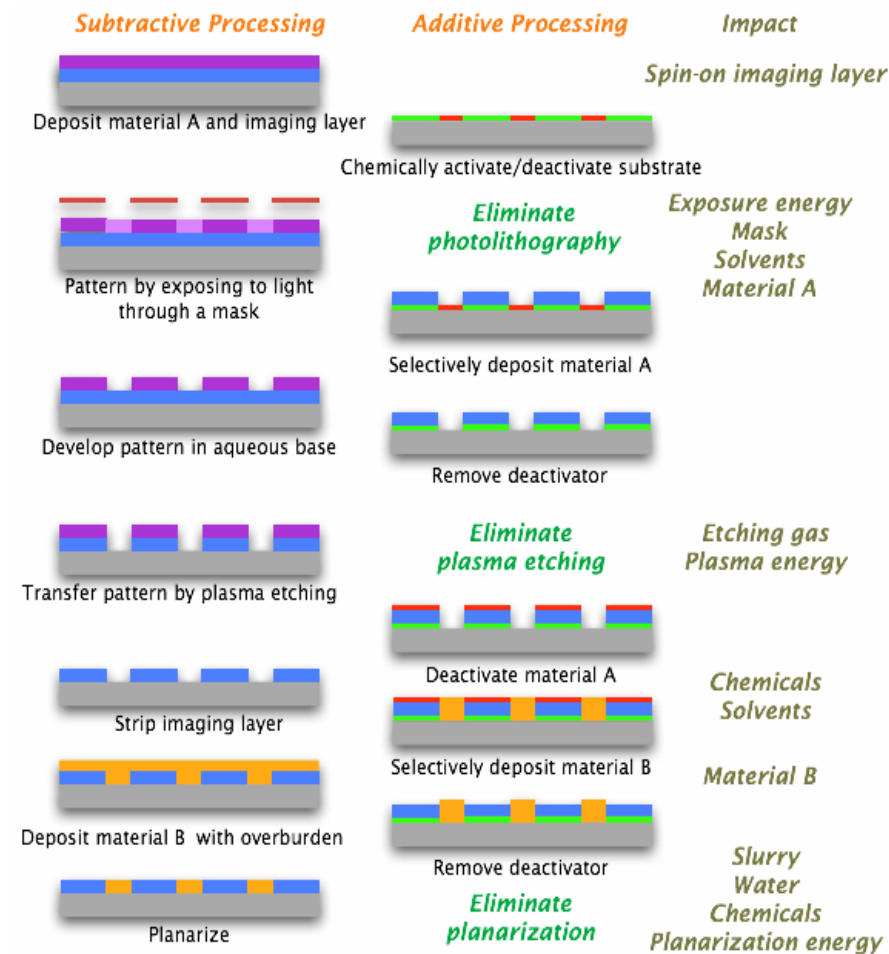 Subtractive Processing
Additive Processing
Impact
Deposit material A and imaging layer
Pattern by exposing to light
through a mask
Develop pattern in aqueous base
Transfer pattern by plasma etching
Strip imaging layer
Deposit material B with overburden
Planarize
Chemically activate/deactivate substrate
Eliminate
photolithography
Selectively deposit material A
Remove deactivator
Eliminate
plasma etching
Deactivate material A
Selectively deposit material B
Remove deactivator
Eliminate
planarization
Spin-on imaging layer
Exposure energy
Mask
Solvents
Material A
Etching gas
Plasma energy
Chemicals
Solvents
Material B
Slurry
Water
Chemicals
Planarization energy